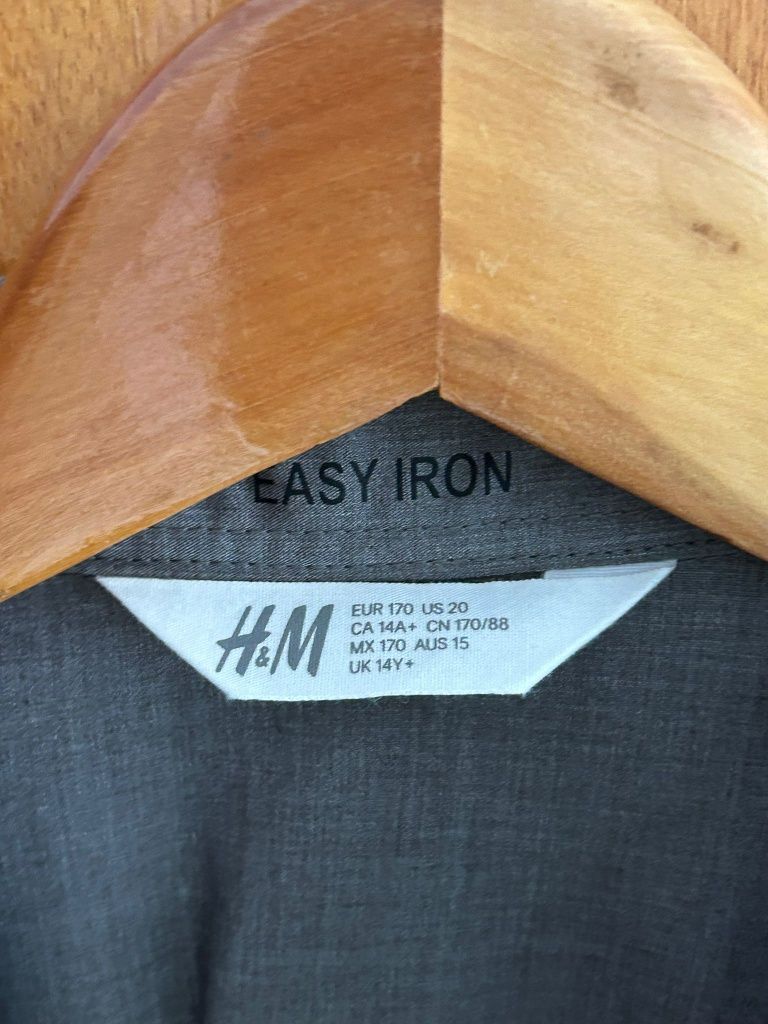 EASY IRON
H&M
EUR 170 US 20
CA 14A+ CN 170/88
MX 170 AUS 15
UK 14Y+